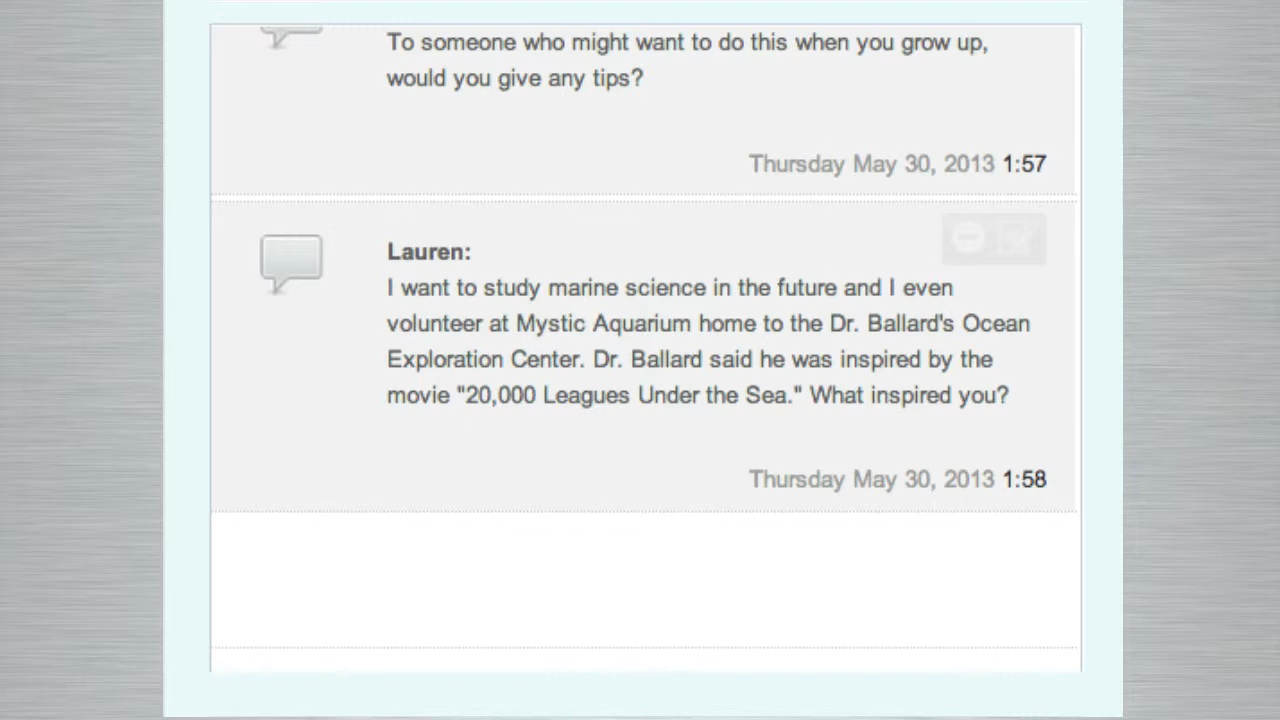 To someone who might want to do this when you grow up,
would you give any tips?
Thursday May 30, 2013 1:57
Lauren:
I want to study marine science in the future and I even
volunteer at Mystic Aquarium home to the Dr. Ballard's Ocean
Exploration Center. Dr. Ballard said he was inspired by the
movie "20,000 Leagues Under the Sea." What inspired you?
Thursday May 30, 2013 1:58